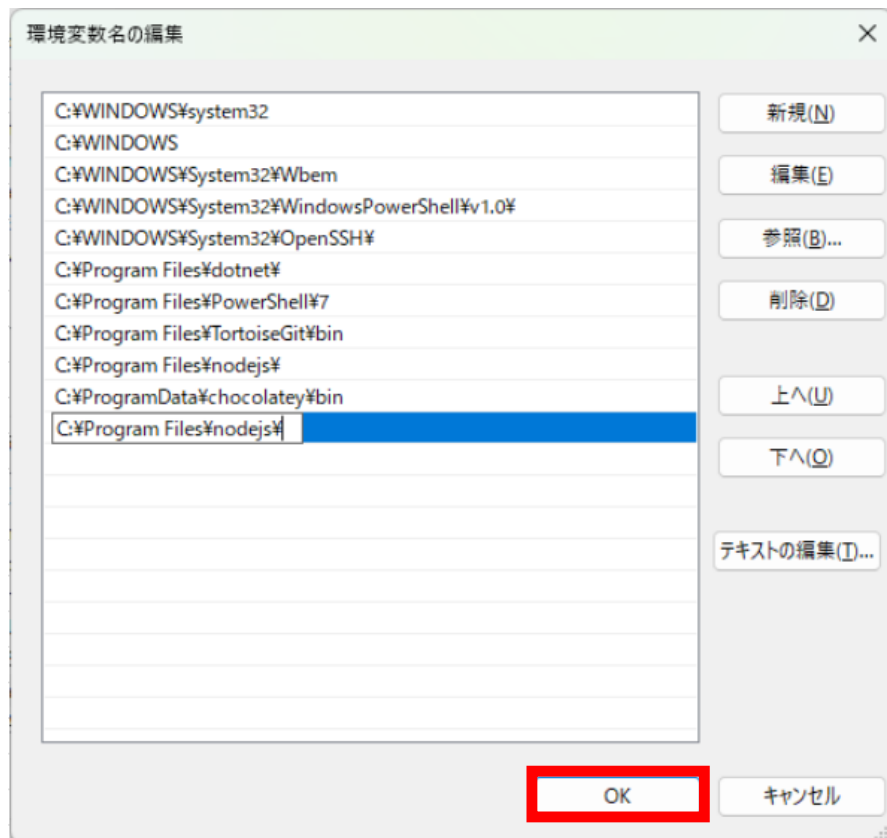 環境変数名の編集
C:¥WINDOWS¥system32
C:¥WINDOWS
C:¥WINDOWS¥System32¥Wbem
C:¥WINDOWS¥System32¥WindowsPowerShell¥v1.0¥
C:¥WINDOWS¥System32¥OpenSSH¥
C:¥Program Files¥dotnet¥
C:¥Program Files¥PowerShell¥7
C:¥Program Files¥TortoiseGit¥bin
C:¥Program Files¥nodejs¥
C:¥ProgramData¥chocolatey¥bin
C:¥Program Files¥nodejs¥
新規(N)
編集(E)
参照(B)...
削除(D)
上へ(U)
下へ(O)
テキストの編集(T)...
OK
キャンセル